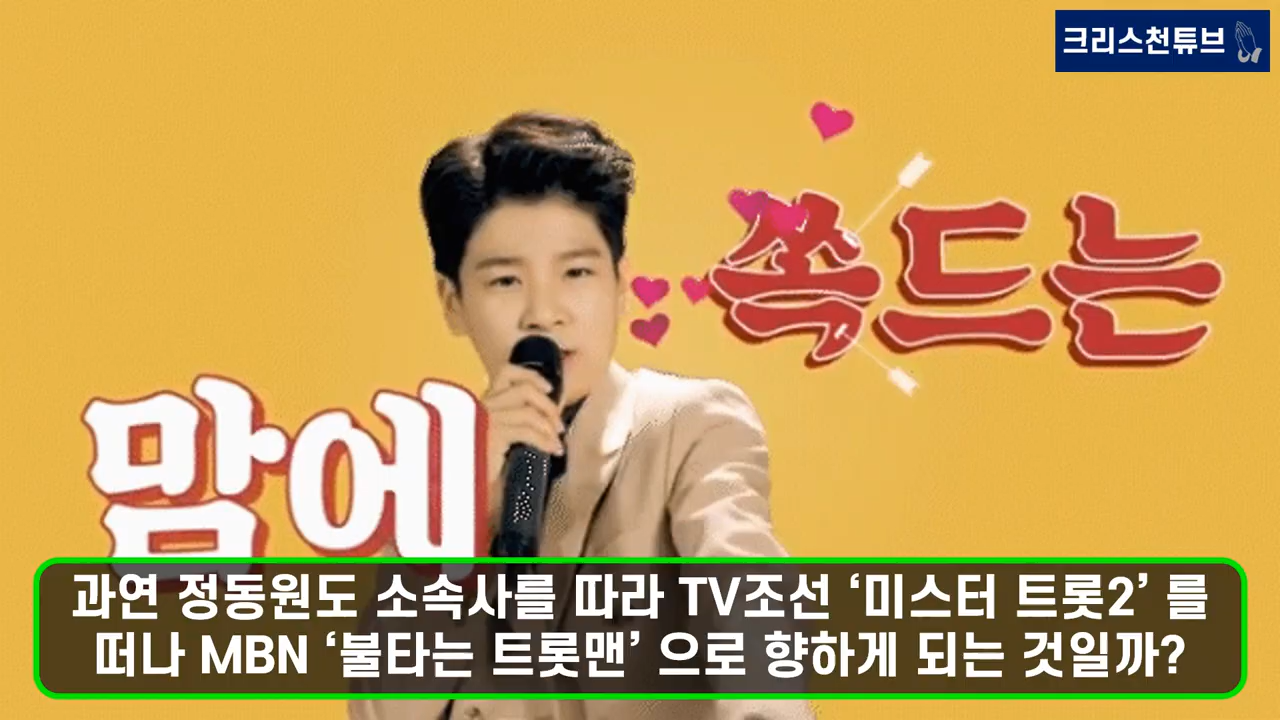 크리스천튜브
쏙드는
맘에
과연 정동원도 소속사를 따라 TV조선 ‘미스터 트롯2’ 를
떠나 MBN ‘불타는 트롯맨’ 으로 향하게 되는 것일까?